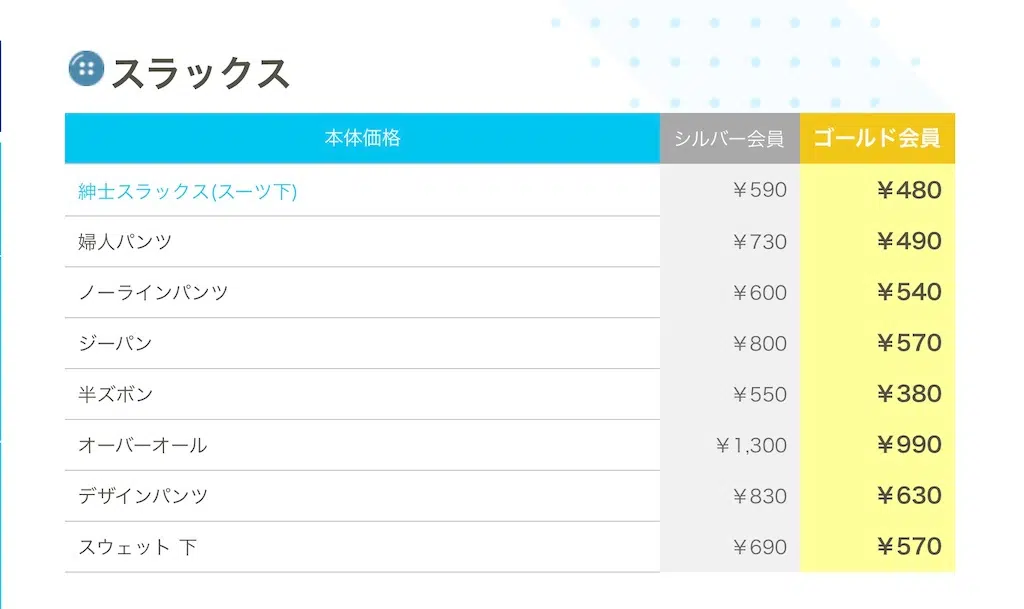 スラックス
本体価格 シルバー会員 ゴールド会員
紳士スラックス(スーツ下) ¥590 ¥480
婦人パンツ ¥730 ¥490
ノーラインパンツ ¥600 ¥540
ジーパン ¥800 ¥570
半ズボン ¥550 ¥380
オーバーオール ¥1,300 ¥990
デザインパンツ ¥830 ¥630
スウェット 下 ¥690 ¥570